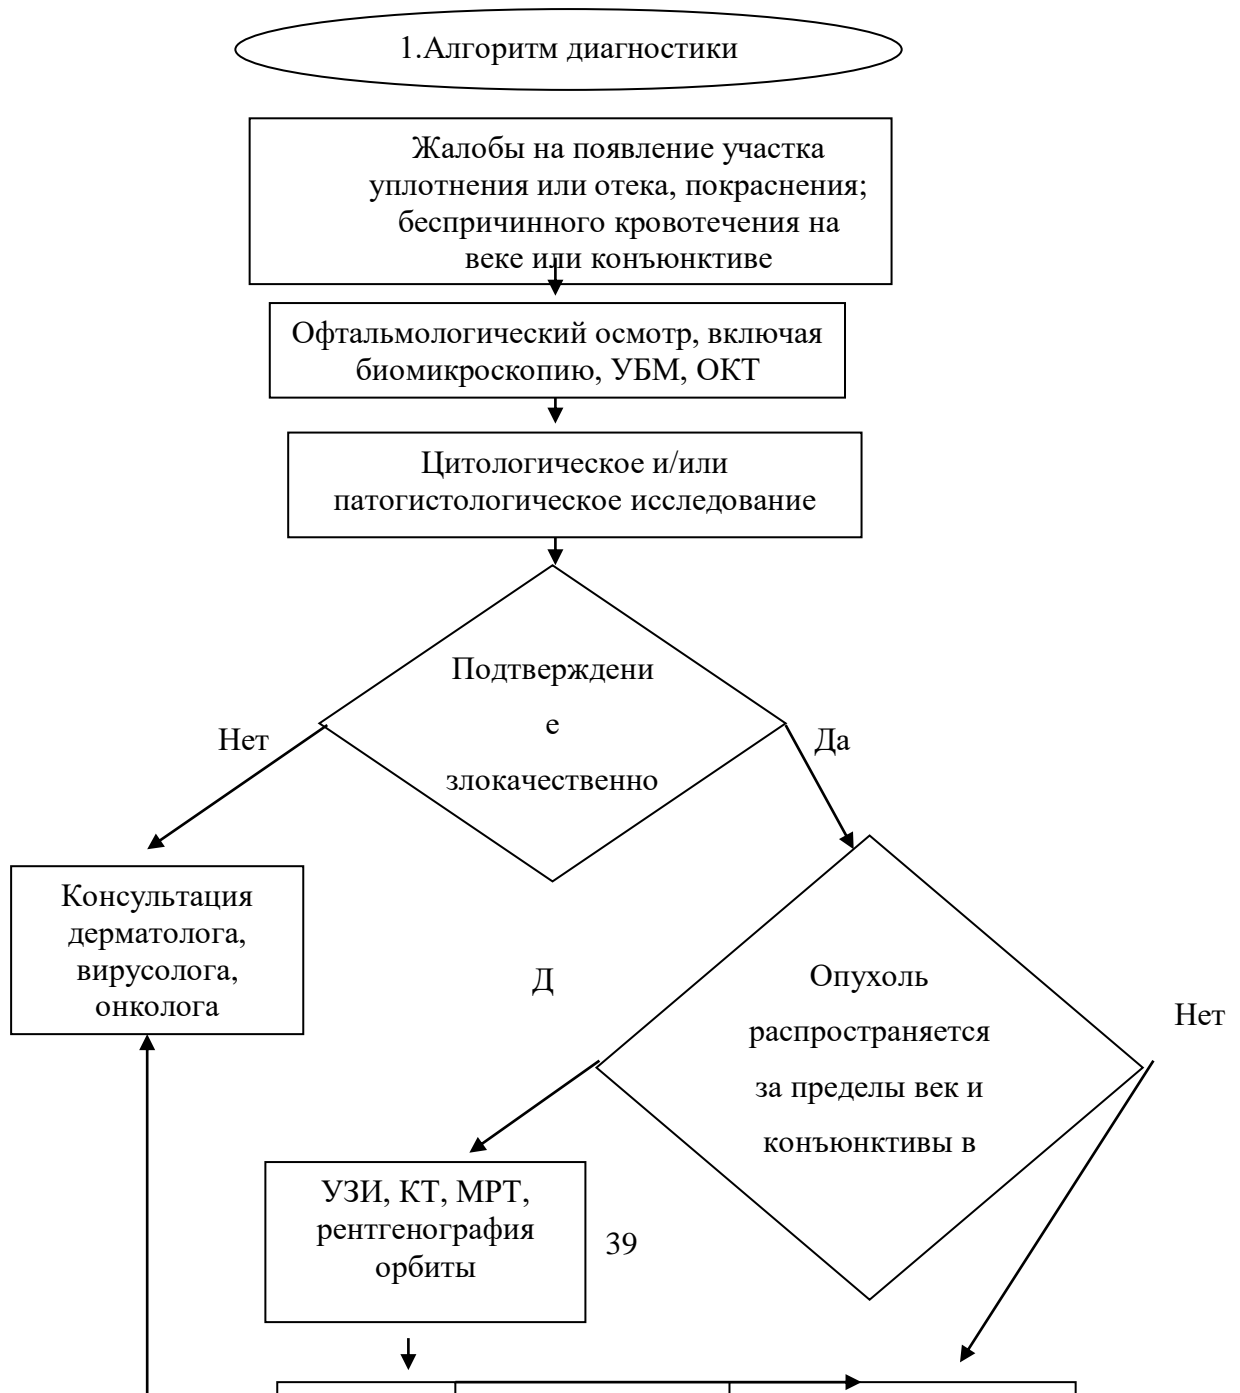 1.Алгоритм диагностики
Жалобы на появление участка
уплотнения или отека, покраснения;
беспричинного кровотечения на
веке или конъюнктиве
Офтальмологический осмотр, включая
биомикроскопию, УБМ, ОКТ
Цитологическое и/или
патогистологическое исследование
Подтверждени
е
злокачественно
Нет
Да
Консультация
дерматолога,
вирусолога,
онколога
Д
Опухоль
распространяется
за пределы век и
конъюнктивы в
Нет
УЗИ, КТ, МРТ,
рентгенография
орбиты
39